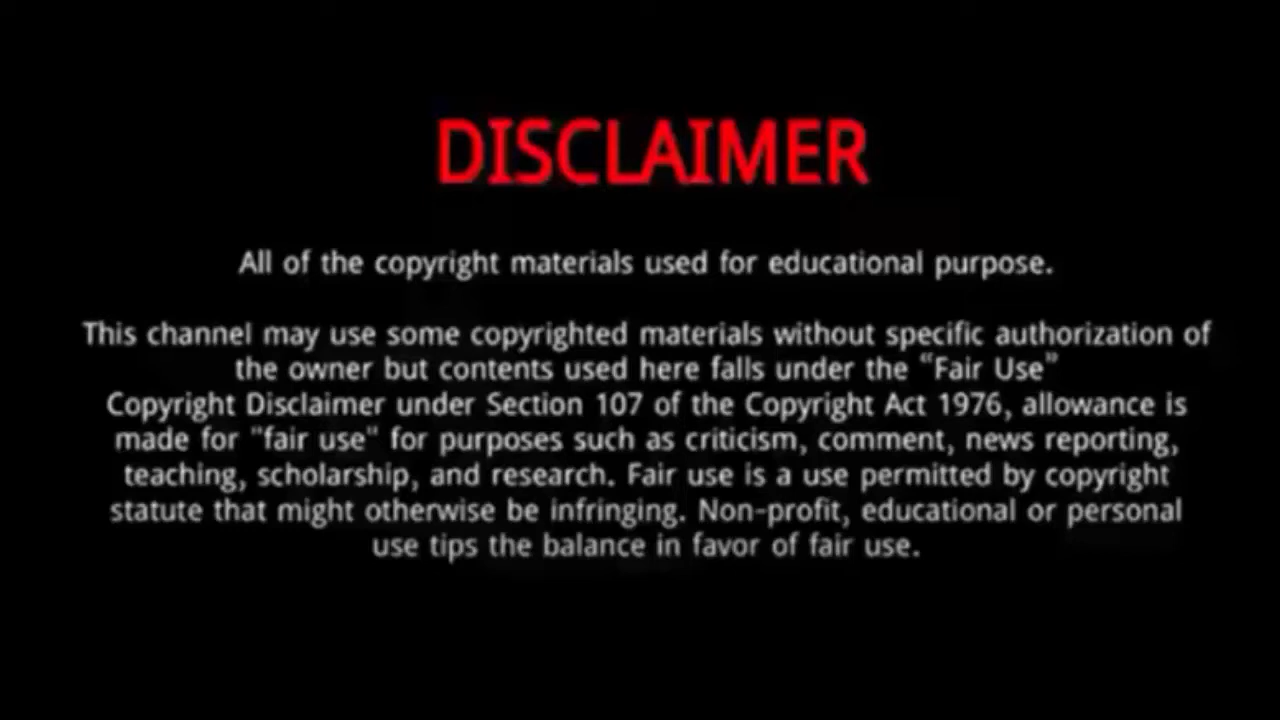 DISCLAIMER
All of the copyright materials used for educational purpose.
This channel may use some copyrighted materials without specific authorization of
the owner but contents used here falls under the “Fair Use”
Copyright Disclaimer under Section 107 of the Copyright Act 1976, allowance is
made for "fair use" for purposes such as criticism, comment, news reporting,
teaching, scholarship, and research. Fair use is a use permitted by copyright
statute that might otherwise be infringing. Non-profit, educational or personal
use tips the balance in favor of fair use.